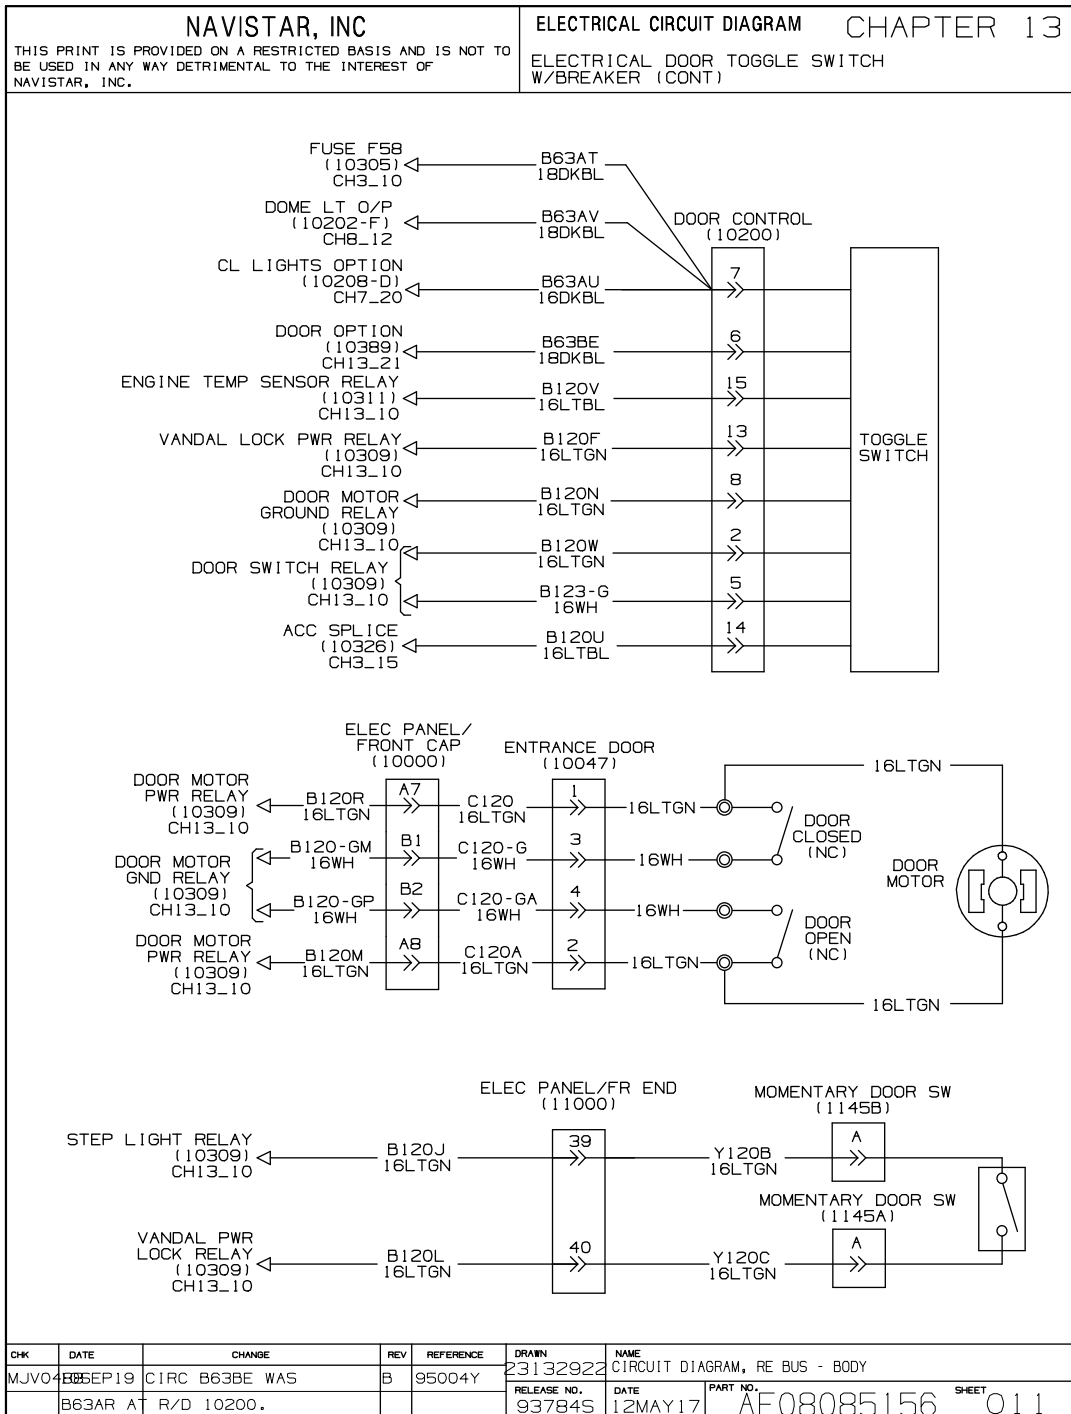 NAVISTAR, INC
THIS PRINT IS PROVIDED ON A RESTRICTED BASIS AND IS NOT TO
BE USED IN ANY WAY DETRIMENTAL TO THE INTEREST OF
NAVISTAR, INC.
ELECTRICAL CIRCUIT DIAGRAM CHAPTER 13
ELECTRICAL DOOR TOGGLE SWITCH
W/BREAKER (CONT)
FUSE F58
(10305)
CH3_10
B63AT
18DKBL
DOME LT O/P
(10202-F)
CH8_12
B63AV
18DKBL
DOOR CONTROL
(10200)
CL LIGHTS OPTION
(10208-D)
CH7_20
B63AU
16DKBL
7
DOOR OPTION
(10389)
CH13_21
B63BE
18DKBL
6
ENGINE TEMP SENSOR RELAY
(10311)
CH13_10
B120V
16LTBL
15
VANDAL LOCK PWR RELAY
(10309)
CH13_10
B120F
16LTGN
13
TOGGLE
SWITCH
DOOR MOTOR
GROUND RELAY
(10309)
CH13_10
B120N
16LTGN
8
DOOR SWITCH RELAY
(10309)
CH13_10
B120W
16LTGN
2
B123-G
16WH
5
ACC SPLICE
(10326)
CH3_15
B120U
16LTBL
14
ELEC PANEL/
FRONT CAP
(10000)
ENTRANCE DOOR
(10047)
DOOR MOTOR
PWR RELAY
(10309)
CH13_10
B120R
16LTGN
A7
C120
16LTGN
1
16LTGN
16LTGN
DOOR
CLOSED
(NC)
DOOR MOTOR
GND RELAY
(10309)
CH13_10
B120-GM
16WH
B1
C120-G
16WH
3
16WH
DOOR
MOTOR
B120-GP
16WH
B2
C120-GA
16WH
4
16WH
DOOR
OPEN
(NC)
DOOR MOTOR
PWR RELAY
(10309)
CH13_10
B120M
16LTGN
A8
C120A
16LTGN
2
16LTGN
16LTGN
ELEC PANEL/FR END
(11000)
MOMENTARY DOOR SW
(1145B)
STEP LIGHT RELAY
(10309)
CH13_10
B120J
16LTGN
39
Y120B
16LTGN
A
MOMENTARY DOOR SW
(1145A)
VANDAL PWR
LOCK RELAY
(10309)
CH13_10
B120L
16LTGN
40
Y120C
16LTGN
A
CHK DATE CHANGE REV REFERENCE
SEP19 CIRC B63BE WAS B 95004Y
B63AR AT R/D 10200.
DRAWN
23132922
NAME
CIRCUIT DIAGRAM, RE BUS - BODY
RELEASE NO.
93784S
DATE
12MAY17
PART NO.
AF08085156
SHEET
011